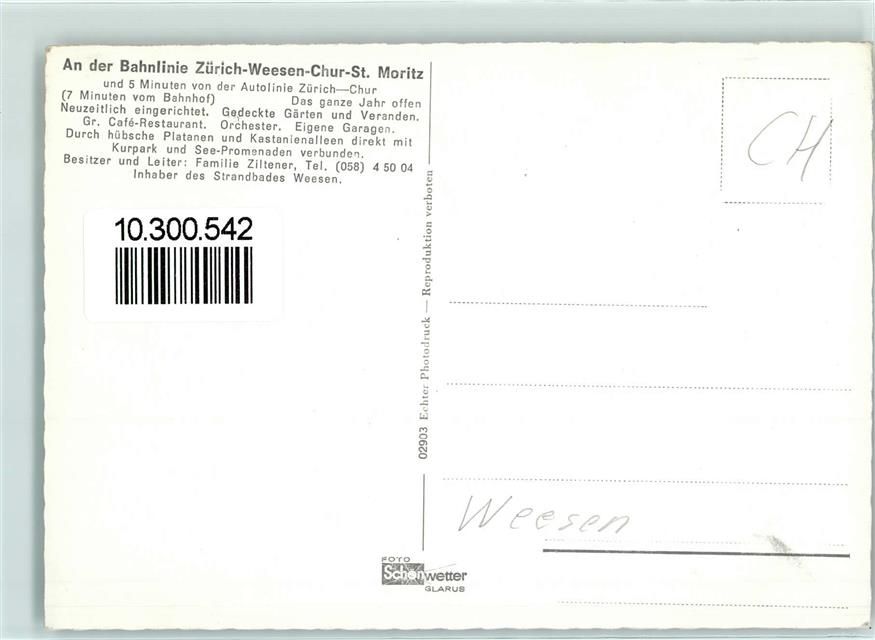 An der Bahnlinie Zürich-Weesen-Chur-St. Moritz
und 5 Minuten von der Autolinie Zürich—Chur
(7 Minuten vom Bahnhof) Das ganze Jahr offen
Neuzeitlich eingerichtet. Gedeckte Gärten und Veranden.
Gr. Café-Restaurant. Orchester. Eigene Garagen.
Durch hübsche Platanen und Kastanienalleen direkt mit
Kurpark und See-Promenaden verbunden.
Besitzer und Leiter: Familie Ziltener, Tel. (058) 4 50 04
Inhaber des Strandbades Weesen.
10.300.542
02903 Echter Photodruck — Reproduktion verboten
CH
Weesen
FOTO
Schönwetter
GLARUS